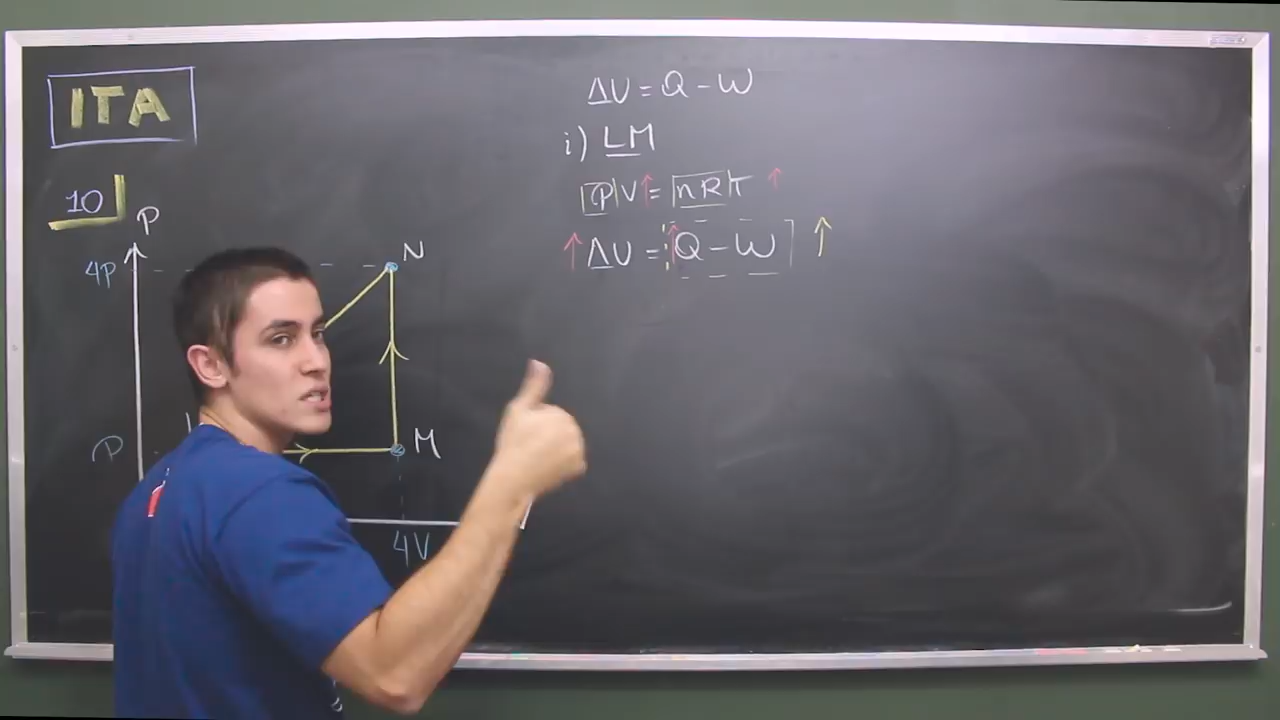 ITA
10
P
4P
N
P
M
4V
ΔU = Q - W
i) LM
PV = nRT
ΔU = Q - W